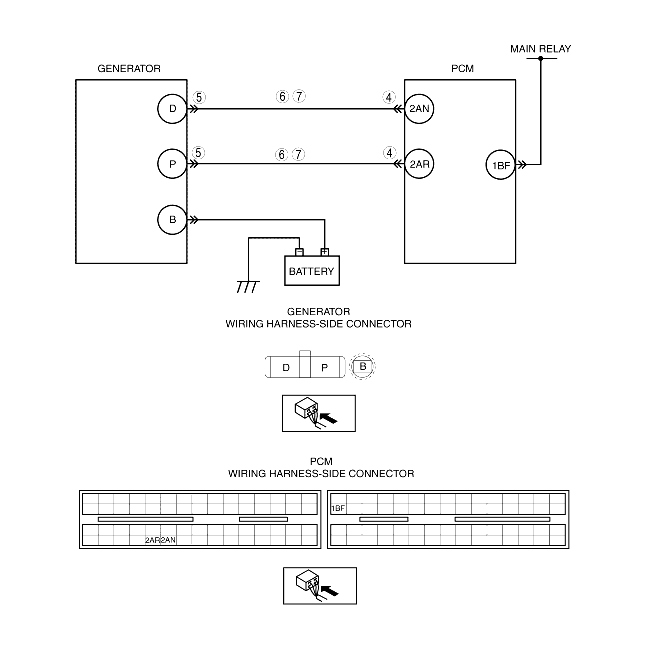 MAIN RELAY
GENERATOR PCM
D 5 6 7 4 2AN
P 5 6 7 4 2AR 1BF
B
- +
BATTERY
GENERATOR
WIRING HARNESS-SIDE CONNECTOR
D P B
PCM
WIRING HARNESS-SIDE CONNECTOR
1BF
2AR 2AN